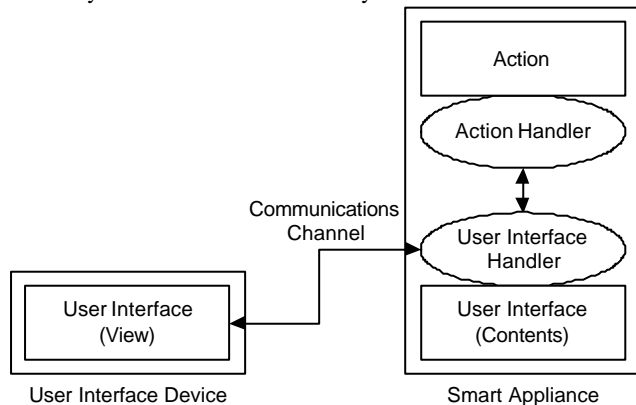 Action
Action Handler
Communications
Channel
User Interface
Handler
User Interface
(View)
User Interface
(Contents)
User Interface Device
Smart Appliance